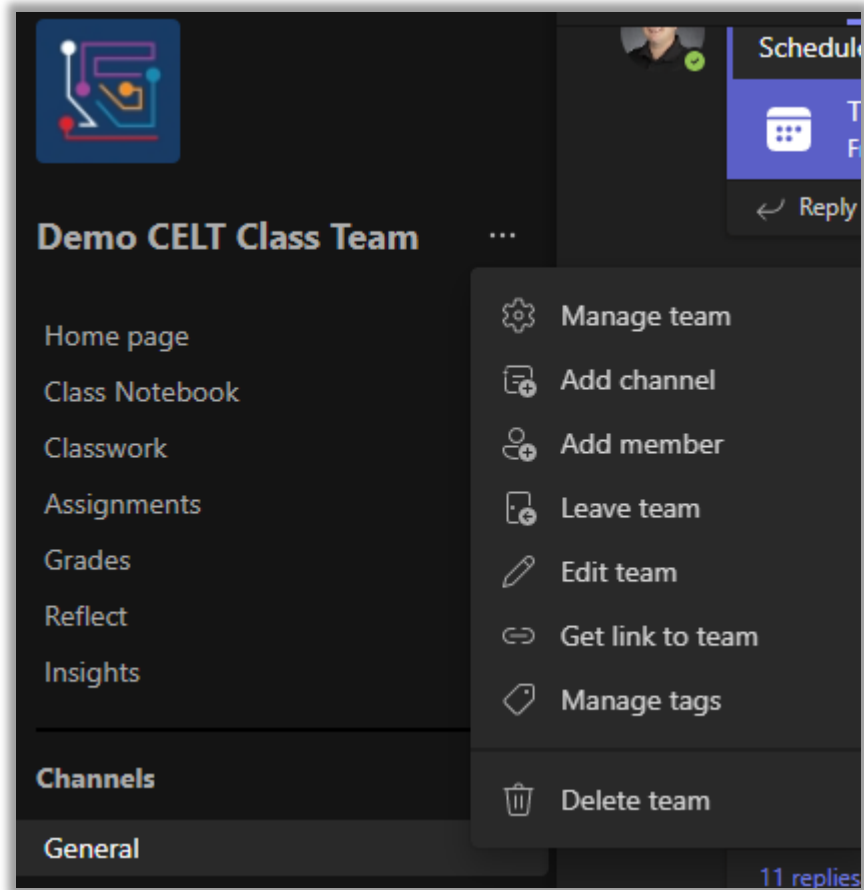 Demo CELT Class Team
...
Home page
Class Notebook
Classwork
Assignments
Grades
Reflect
Insights
Channels
General
Schedule
T
Reply
Manage team
Add channel
Add member
Leave team
Edit team
Get link to team
Manage tags
Delete team
11 replies